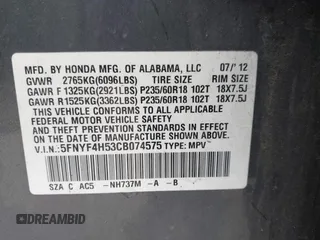 MFD. BY HONDA MFG. OF ALABAMA, LLC 07/'12
GVWR 2765KG(6096LBS) TIRE SIZE RIM SIZE
GAWR F 1325KG(2921LBS) P235/60R18 102T 18X7.5J
GAWR R 1525KG(3362LBS) P235/60R18 102T 18X7.5J
THIS VEHICLE CONFORMS TO ALL APPLICABLE
FEDERAL MOTOR VEHICLE SAFETY STANDARDS IN
EFFECT ON THE DATE OF MANUFACTURE SHOWN ABOVE.
V.I.N.: 5FNYF4H53CB074575 TYPE: MPV
SZA C AC5 -NH737M -A -B
DREAMBID